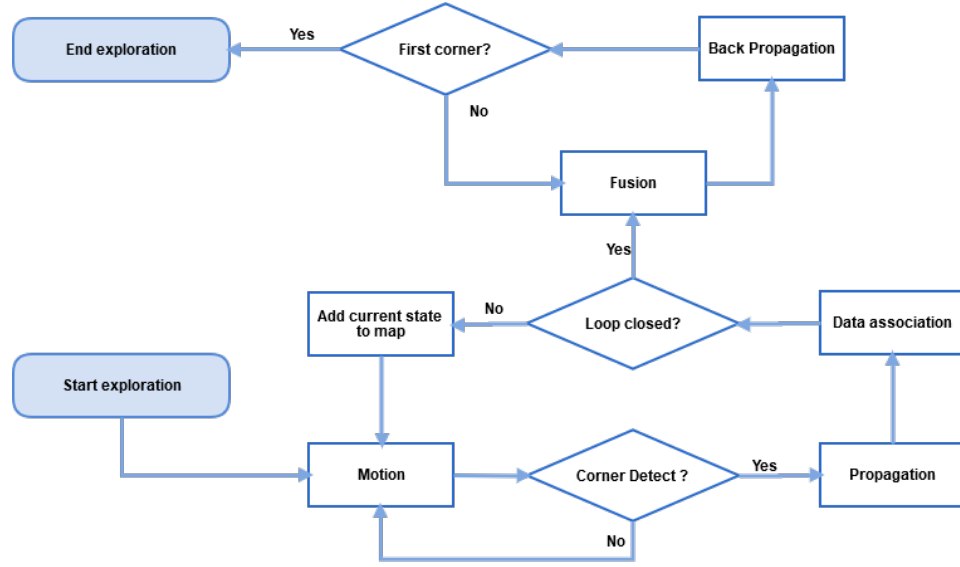 End exploration
Yes
First corner?
Back Propagation
No
Fusion
Yes
Add current state
to map
No
Loop closed?
Data association
Start exploration
Motion
Corner Detect ?
Yes
Propagation
No